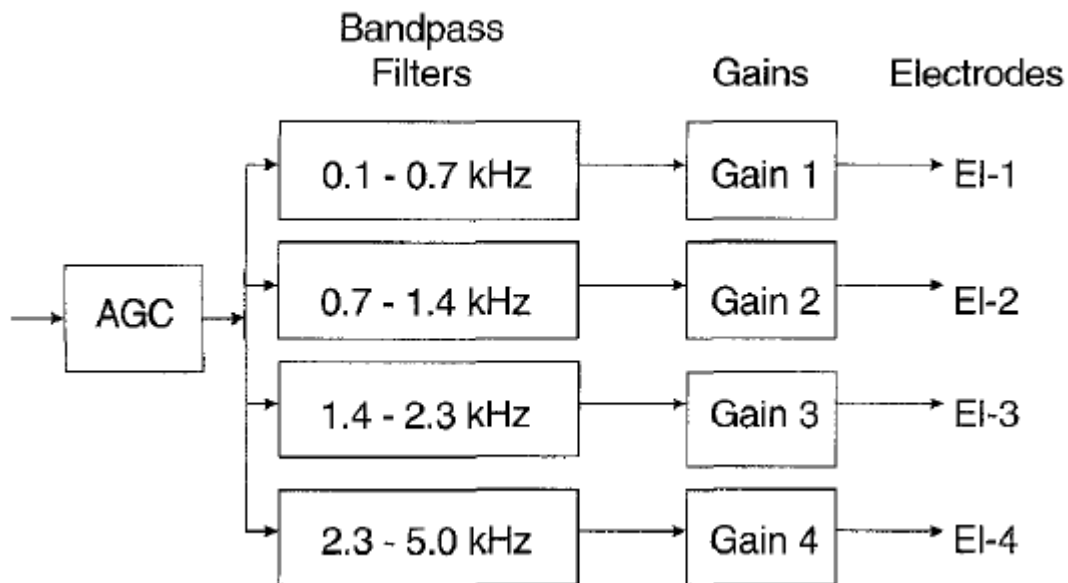 Bandpass
Filters Gains Electrodes
0.1 - 0.7 kHz Gain 1 El-1
0.7 - 1.4 kHz Gain 2 El-2
AGC
1.4 - 2.3 kHz Gain 3 El-3
2.3 - 5.0 kHz Gain 4 El-4